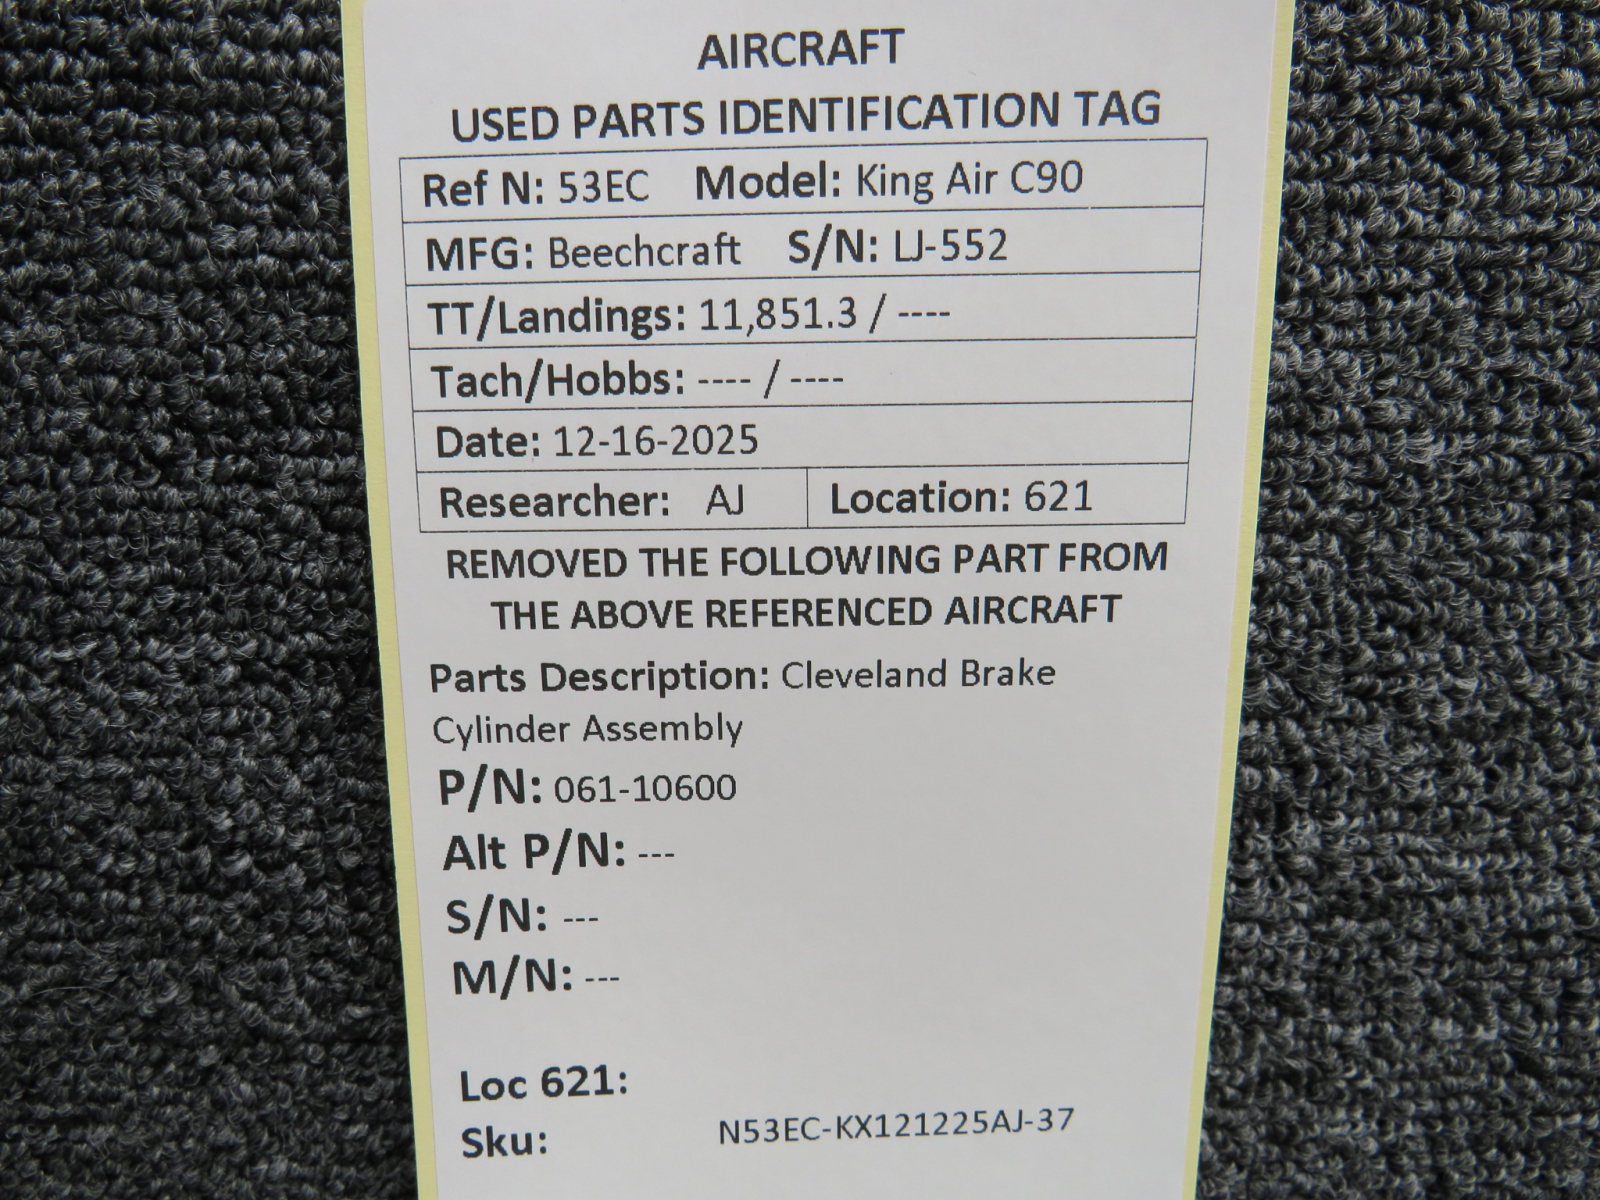 AIRCRAFT
USED PARTS IDENTIFICATION TAG
Ref N: 53EC Model: King Air C90
MFG: Beechcraft S/N: LJ-552
TT/Landings: 11,851.3 / ----
Tach/Hobbs: ---- / ----
Date: 12-16-2025
Researcher: AJ Location: 621
REMOVED THE FOLLOWING PART FROM
THE ABOVE REFERENCED AIRCRAFT
Parts Description: Cleveland Brake
Cylinder Assembly
P/N: 061-10600
Alt P/N: ---
S/N: ---
M/N: ---
Loc 621:
Sku: N53EC-KX121225AJ-37